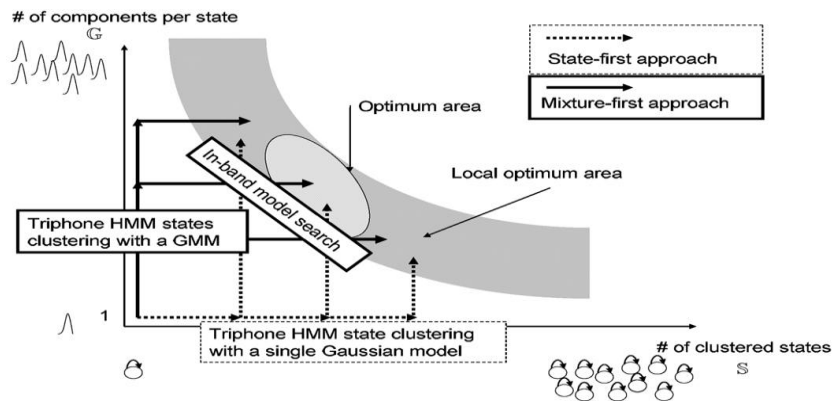 # of components per state
𝔾
State-first approach
Mixture-first approach
Optimum area
Local optimum area
In-band model search
Triphone HMM states
clustering with a GMM
1
Triphone HMM state clustering
with a single Gaussian model
# of clustered states
𝕊